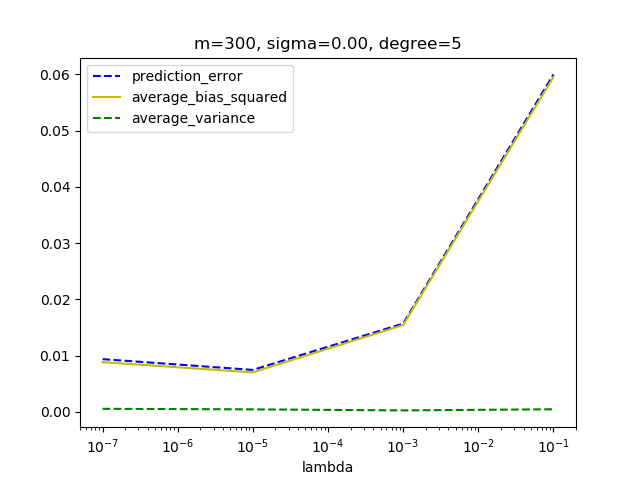 m=300, sigma=0.00, degree=5
prediction_error
average_bias_squared
average_variance
0.06
0.05
0.04
0.03
0.02
0.01
0.00
10⁻⁷ 10⁻⁶ 10⁻⁵ 10⁻⁴ 10⁻³ 10⁻² 10⁻¹
lambda